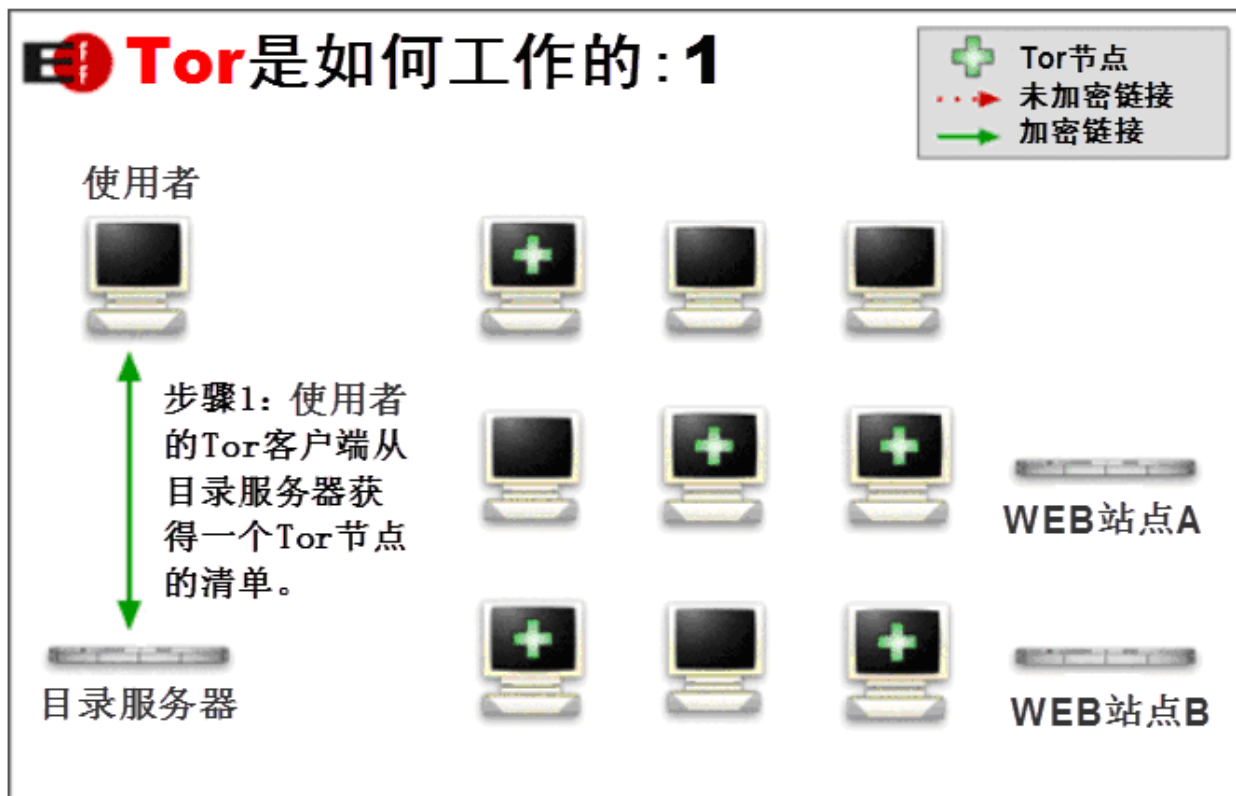 EFF
Tor是如何工作的:1
Tor节点
未加密链接
加密链接
使用者
步骤1: 使用者
的Tor客户端从
目录服务器获
得一个Tor节点
的清单。
目录服务器
WEB站点A
WEB站点B